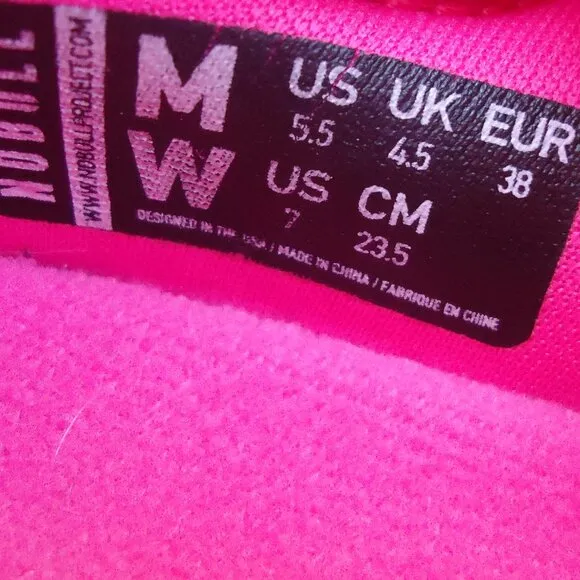 NOBULL
WWW.NOBULLPROJECT.COM
M US UK EUR
5.5 4.5 38
W US CM
7 23.5
DESIGNED IN THE USA / MADE IN CHINA / FABRIQUE EN CHINE